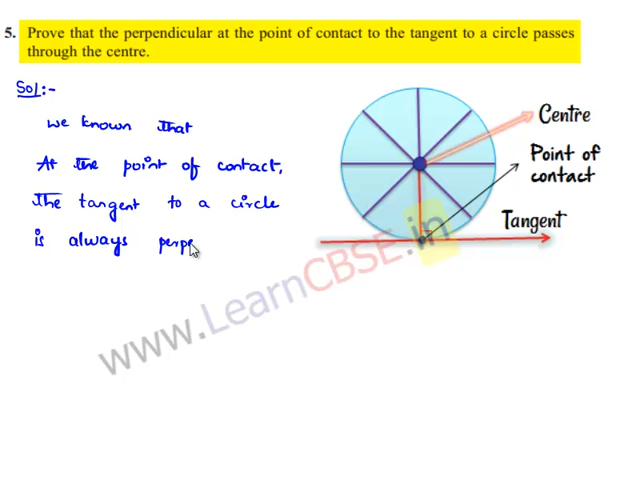 5. Prove that the perpendicular at the point of contact to the tangent to a circle passes
through the centre.
Sol:-
we known that
At the point of contact,
The tangent to a circle
is always perpe
Centre
Point of
contact
Tangent
www.LearnCBSE.in